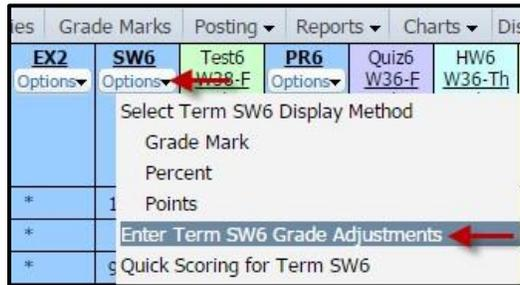 ies Grade Marks Posting Reports Charts Dis
EX2 SW6 Test6 PR6 Quiz6 HW6
Options Options W38-F Options W36-F W36-Th
Select Term SW6 Display Method
Grade Mark
Percent
* 1 Points
* Enter Term SW6 Grade Adjustments
* 9 Quick Scoring for Term SW6